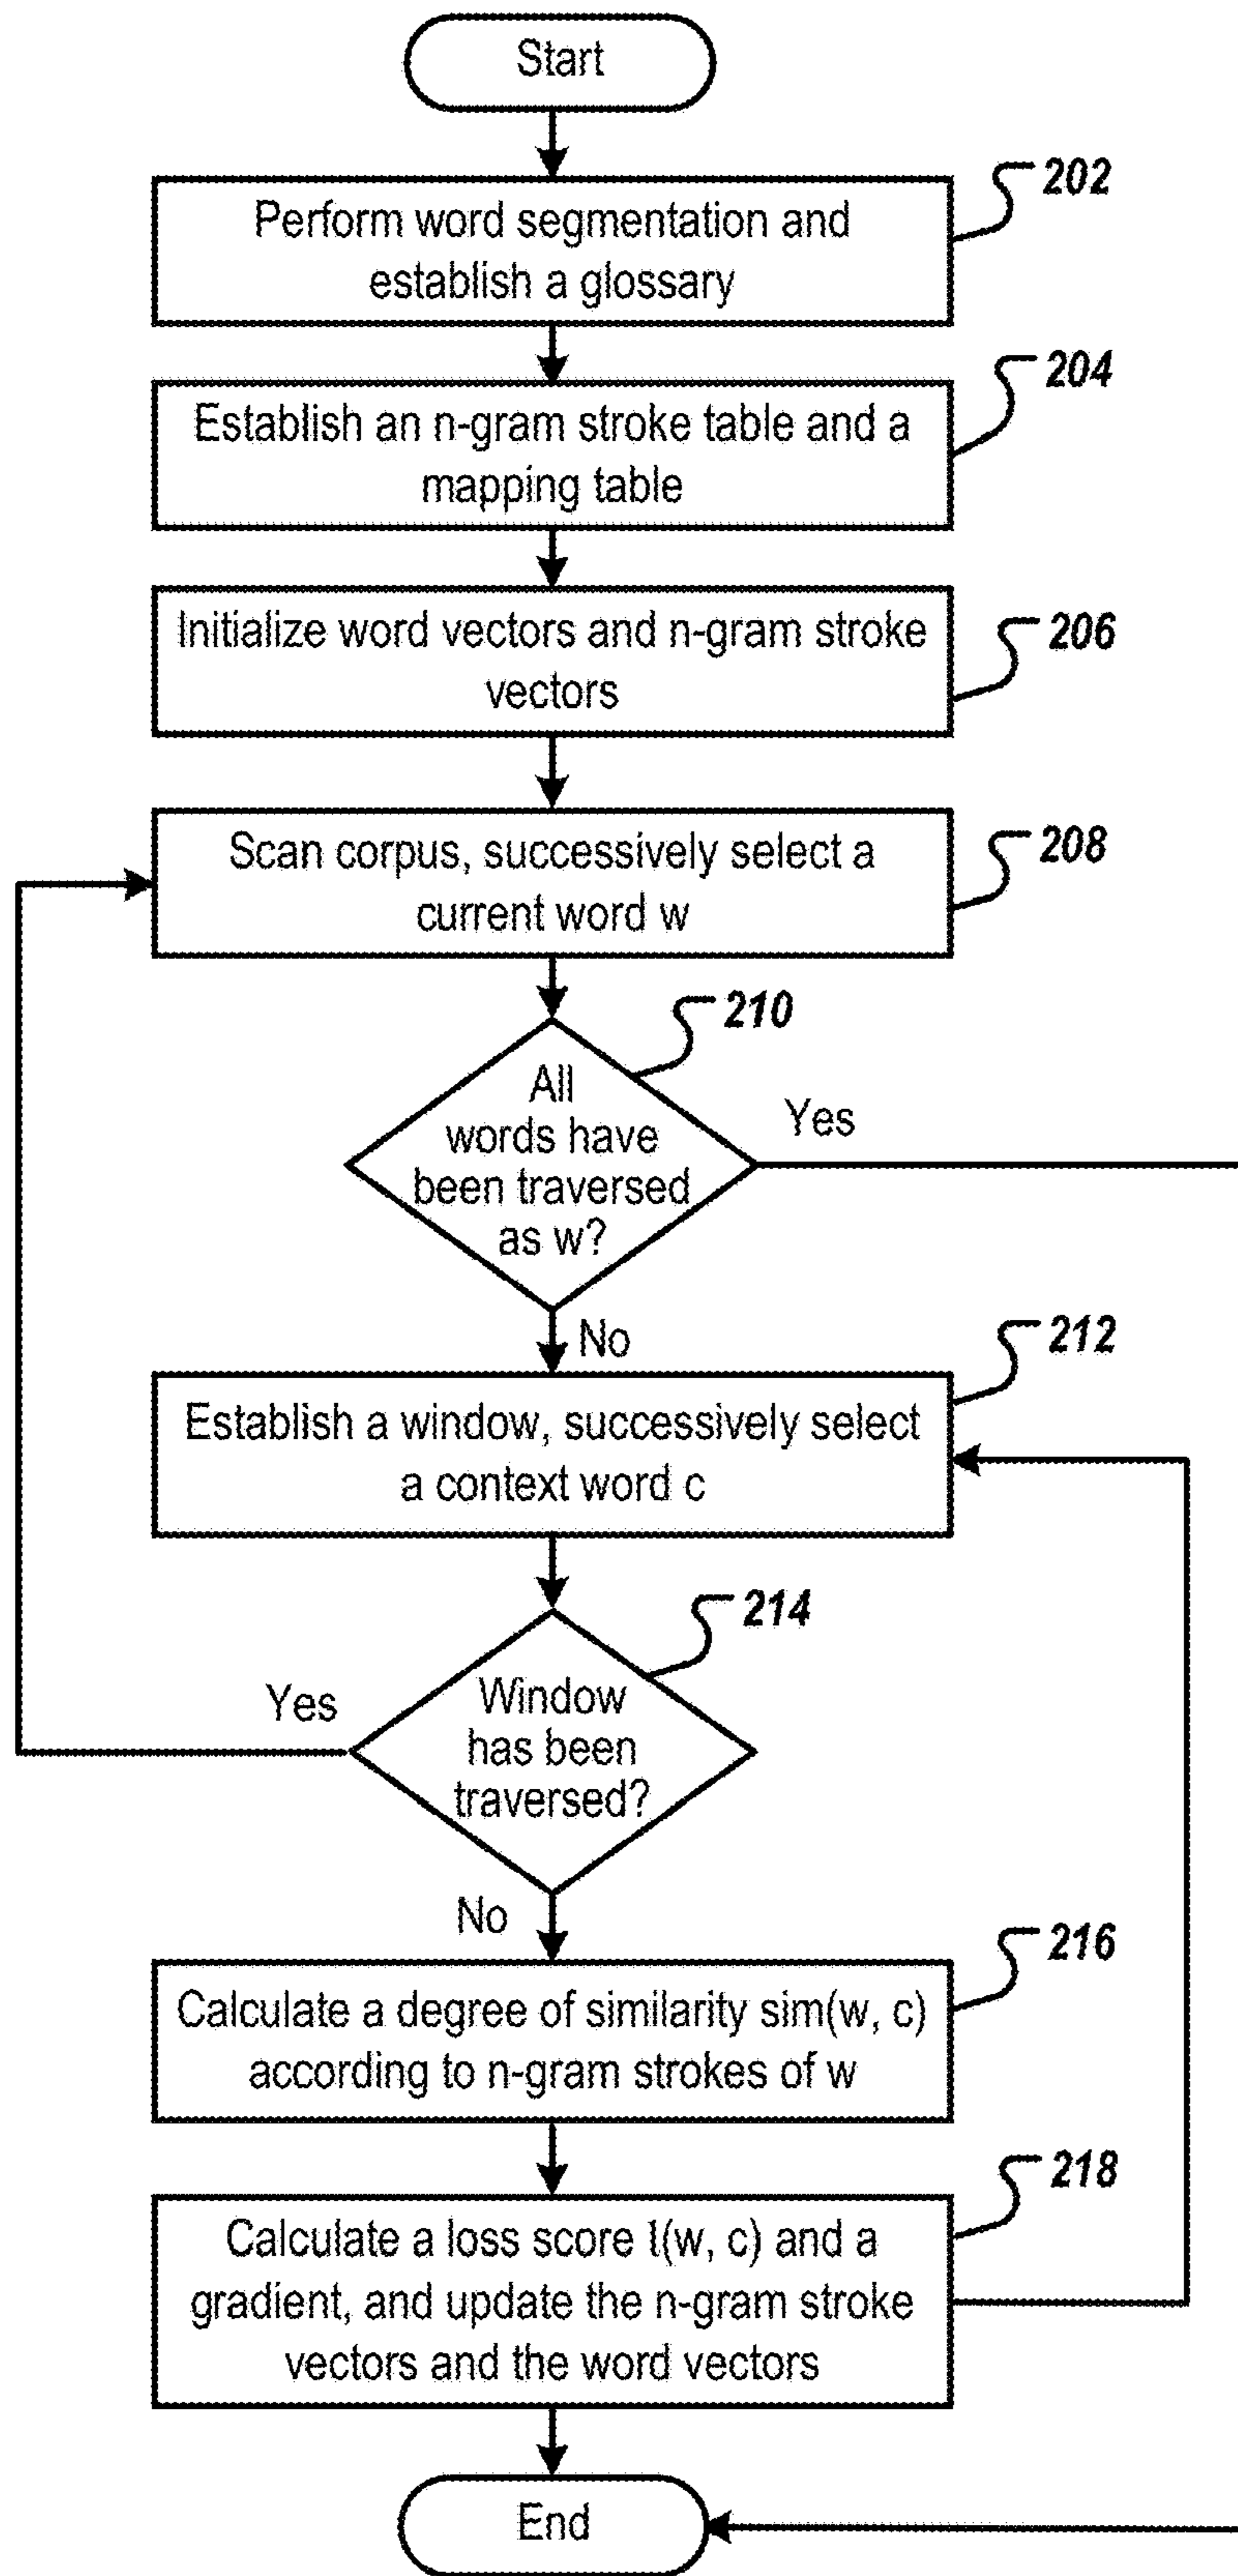 Start
202
Perform word segmentation and
establish a glossary
204
Establish an n-gram stroke table and a
mapping table
206
Initialize word vectors and n-gram stroke
vectors
208
Scan corpus, successively select a
current word w
210
All
words have
been traversed
as w?
Yes
No
212
Establish a window, successively select
a context word c
214
Window
has been
traversed?
Yes
No
216
Calculate a degree of similarity sim(w, c)
according to n-gram strokes of w
218
Calculate a loss score l(w, c) and a
gradient, and update the n-gram stroke
vectors and the word vectors
End